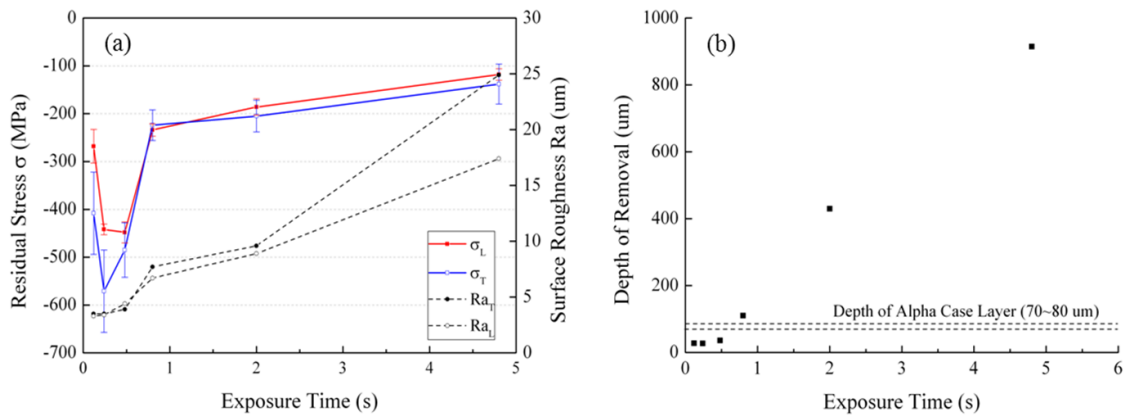 (a)
Residual Stress σ (MPa)
0
-100
-200
-300
-400
-500
-600
-700
0
1
2
3
4
5
Exposure Time (s)
30
25
20
15
10
5
0
Surface Roughness Ra (um)
σL
σT
RaT
RaL
(b)
Depth of Removal (um)
1000
800
600
400
200
0
Depth of Alpha Case Layer (70~80 um)
0
1
2
3
4
5
6
Exposure Time (s)